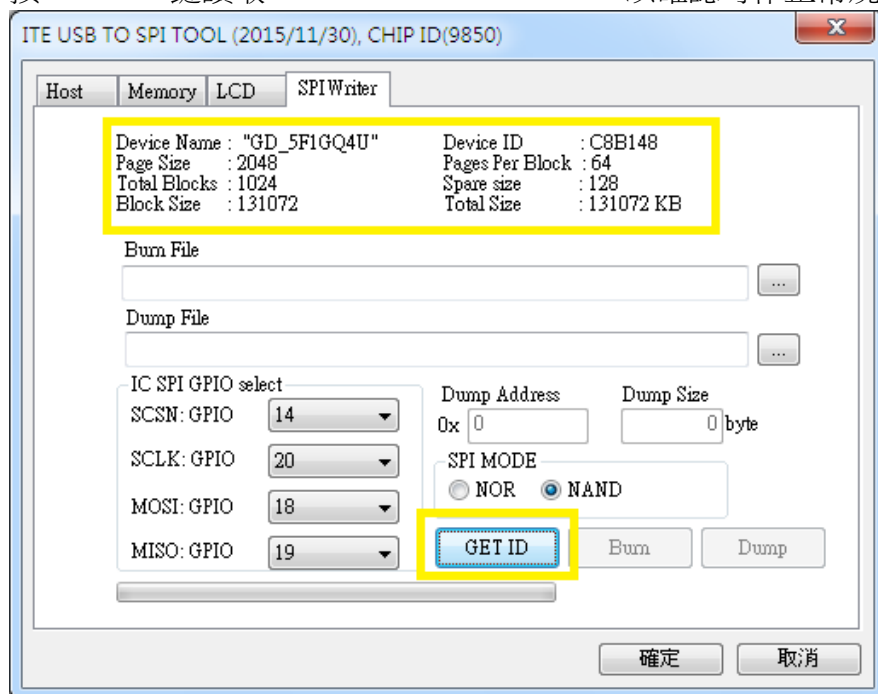 ITE USB TO SPI TOOL (2015/11/30), CHIP ID(9850)
Host Memory LCD SPI Writer
Device Name : "GD_5F1GQ4U" Device ID : C8B148
Page Size : 2048 Pages Per Block : 64
Total Blocks : 1024 Spare size : 128
Block Size : 131072 Total Size : 131072 KB
Burn File
...
Dump File
...
IC SPI GPIO select
SCSN: GPIO 14
Dump Address Dump Size
0x 0 0 byte
SCLK: GPIO 20
SPI MODE
NOR NAND
MOSI: GPIO 18
MISO: GPIO 19
GET ID Burn Dump
確定 取消